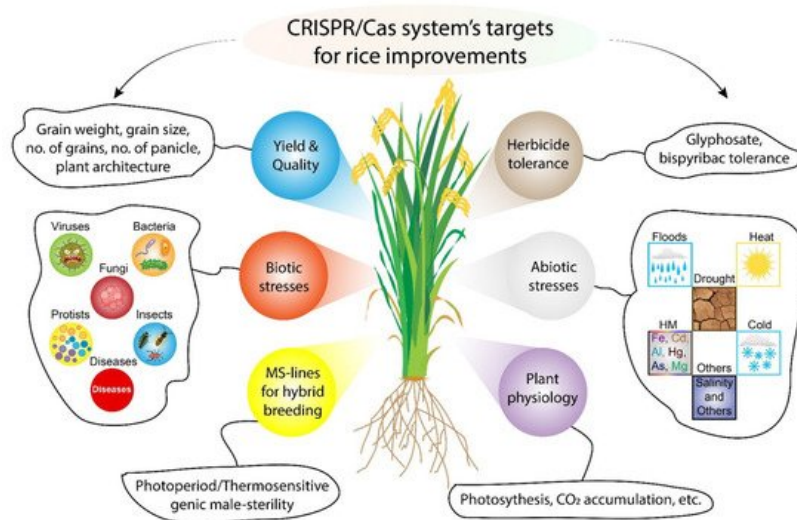 CRISPR/Cas system's targets
for rice improvements
Grain weight, grain size,
no. of grains, no. of panicle,
plant architecture
Yield &
Quality
Herbicide
tolerance
Glyphosate,
bispyribac tolerance
Viruses
Bacteria
Fungi
Protists
Insects
Diseases
Diseases
Biotic
stresses
Abiotic
stresses
Floods
Heat
Drought
HM
Cold
Fe, Cd,
Al, Hg,
As, Mg
Others
Salinity and
Others
MS-lines
for hybrid
breeding
Plant
physiology
Photoperiod/Thermosensitive
genic male-sterility
Photosythesis, CO₂ accumulation, etc.